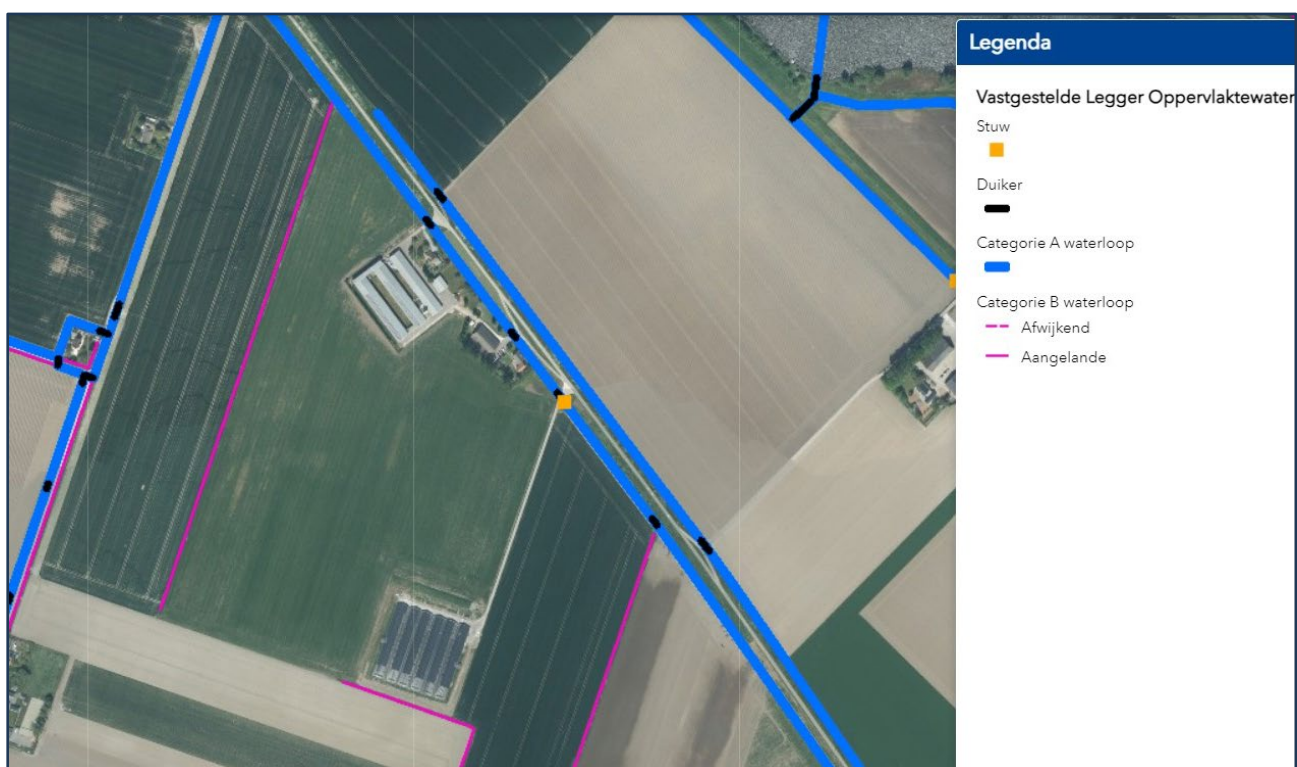 Legenda
Vastgestelde Legger Oppervlaktewater
Stuw
Duiker
Categorie A waterloop
Categorie B waterloop
Afwijkend
Aangelande